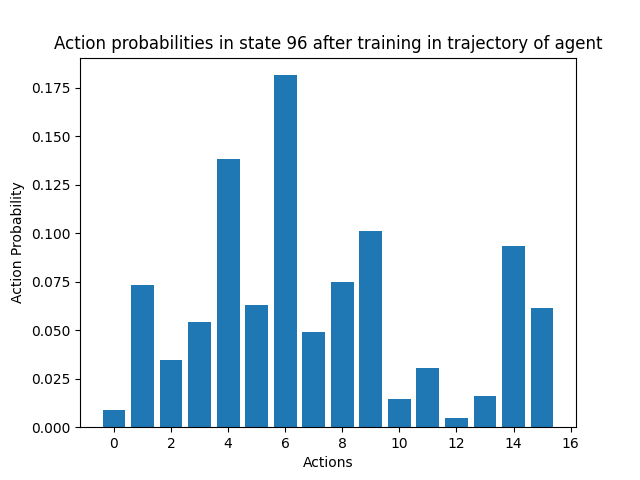 Action probabilities in state 96 after training in trajectory of agent
0.175
0.150
0.125
0.100
0.075
0.050
0.025
0.000
Action Probability
0 2 4 6 8 10 12 14 16
Actions